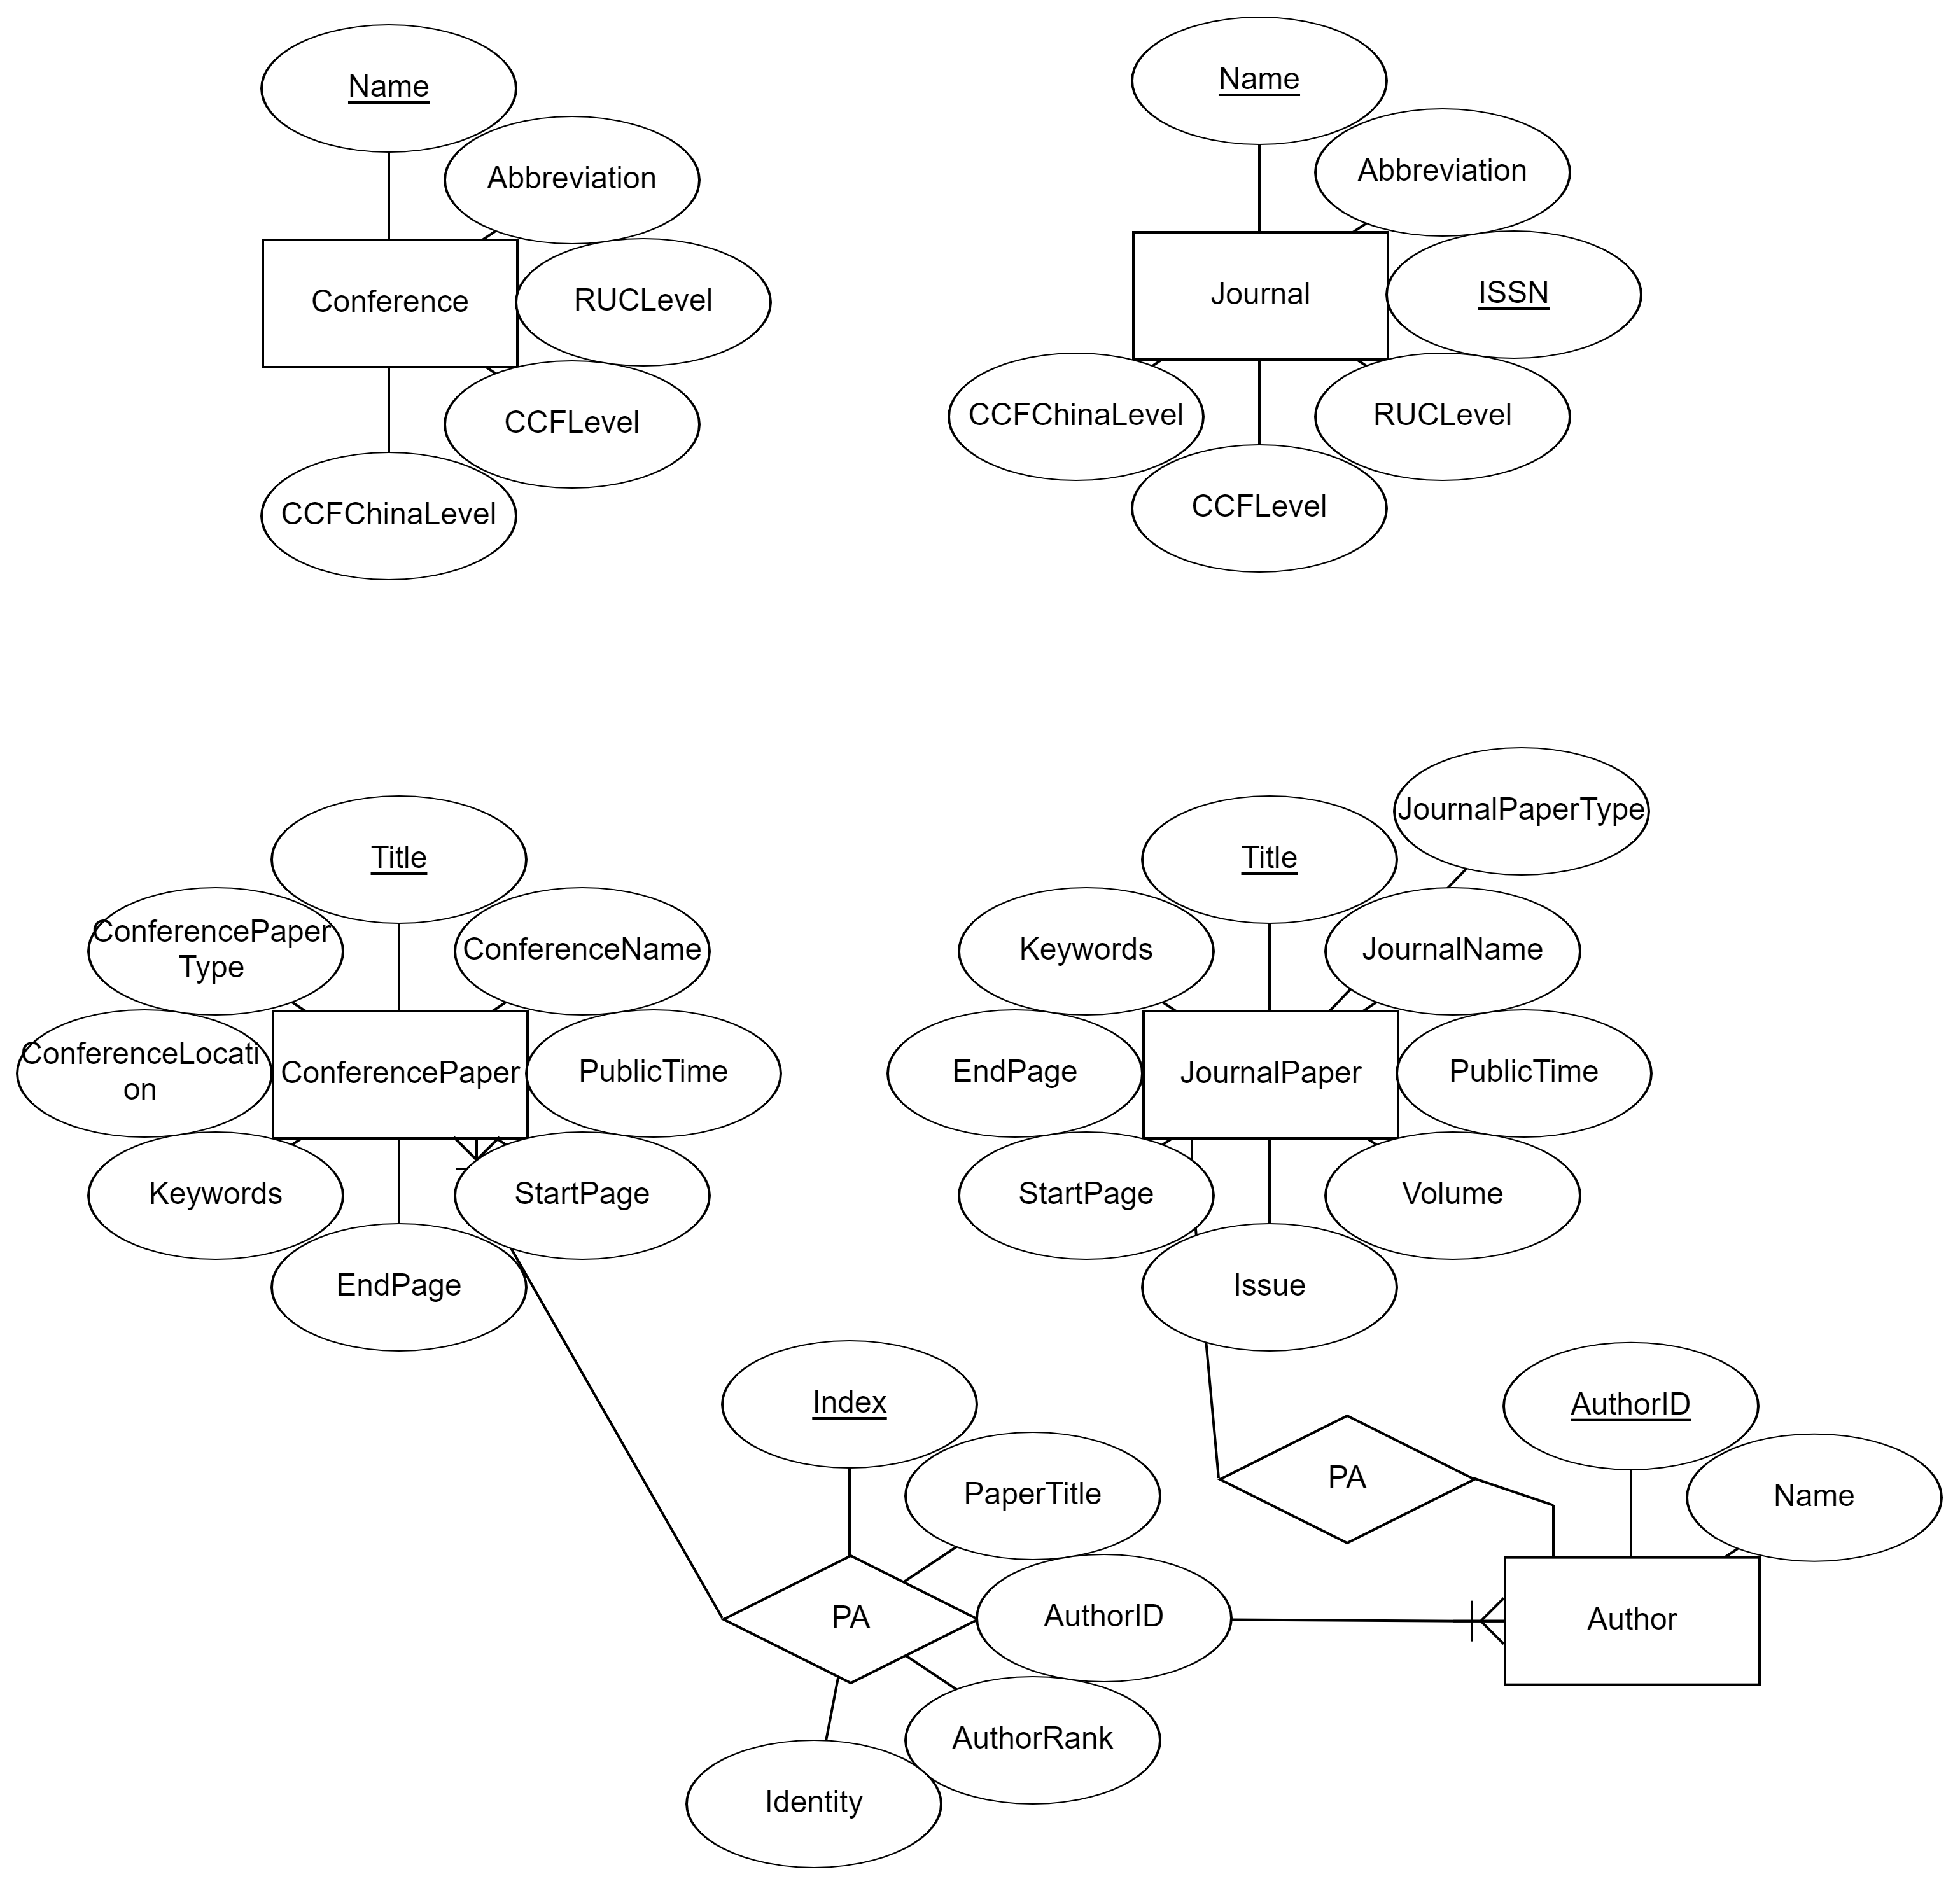 Name
Abbreviation
Conference
RUCLevel
CCFLevel
CCFChinaLevel
Name
Abbreviation
Journal
ISSN
CCFChinaLevel
RUCLevel
CCFLevel
Title
ConferencePaper
Type
ConferenceName
ConferenceLocati
on
ConferencePaper
PublicTime
Keywords
StartPage
EndPage
JournalPaperType
Title
Keywords
JournalName
EndPage
JournalPaper
PublicTime
StartPage
Volume
Issue
Index
PaperTitle
PA
AuthorID
AuthorRank
Identity
PA
AuthorID
Name
Author